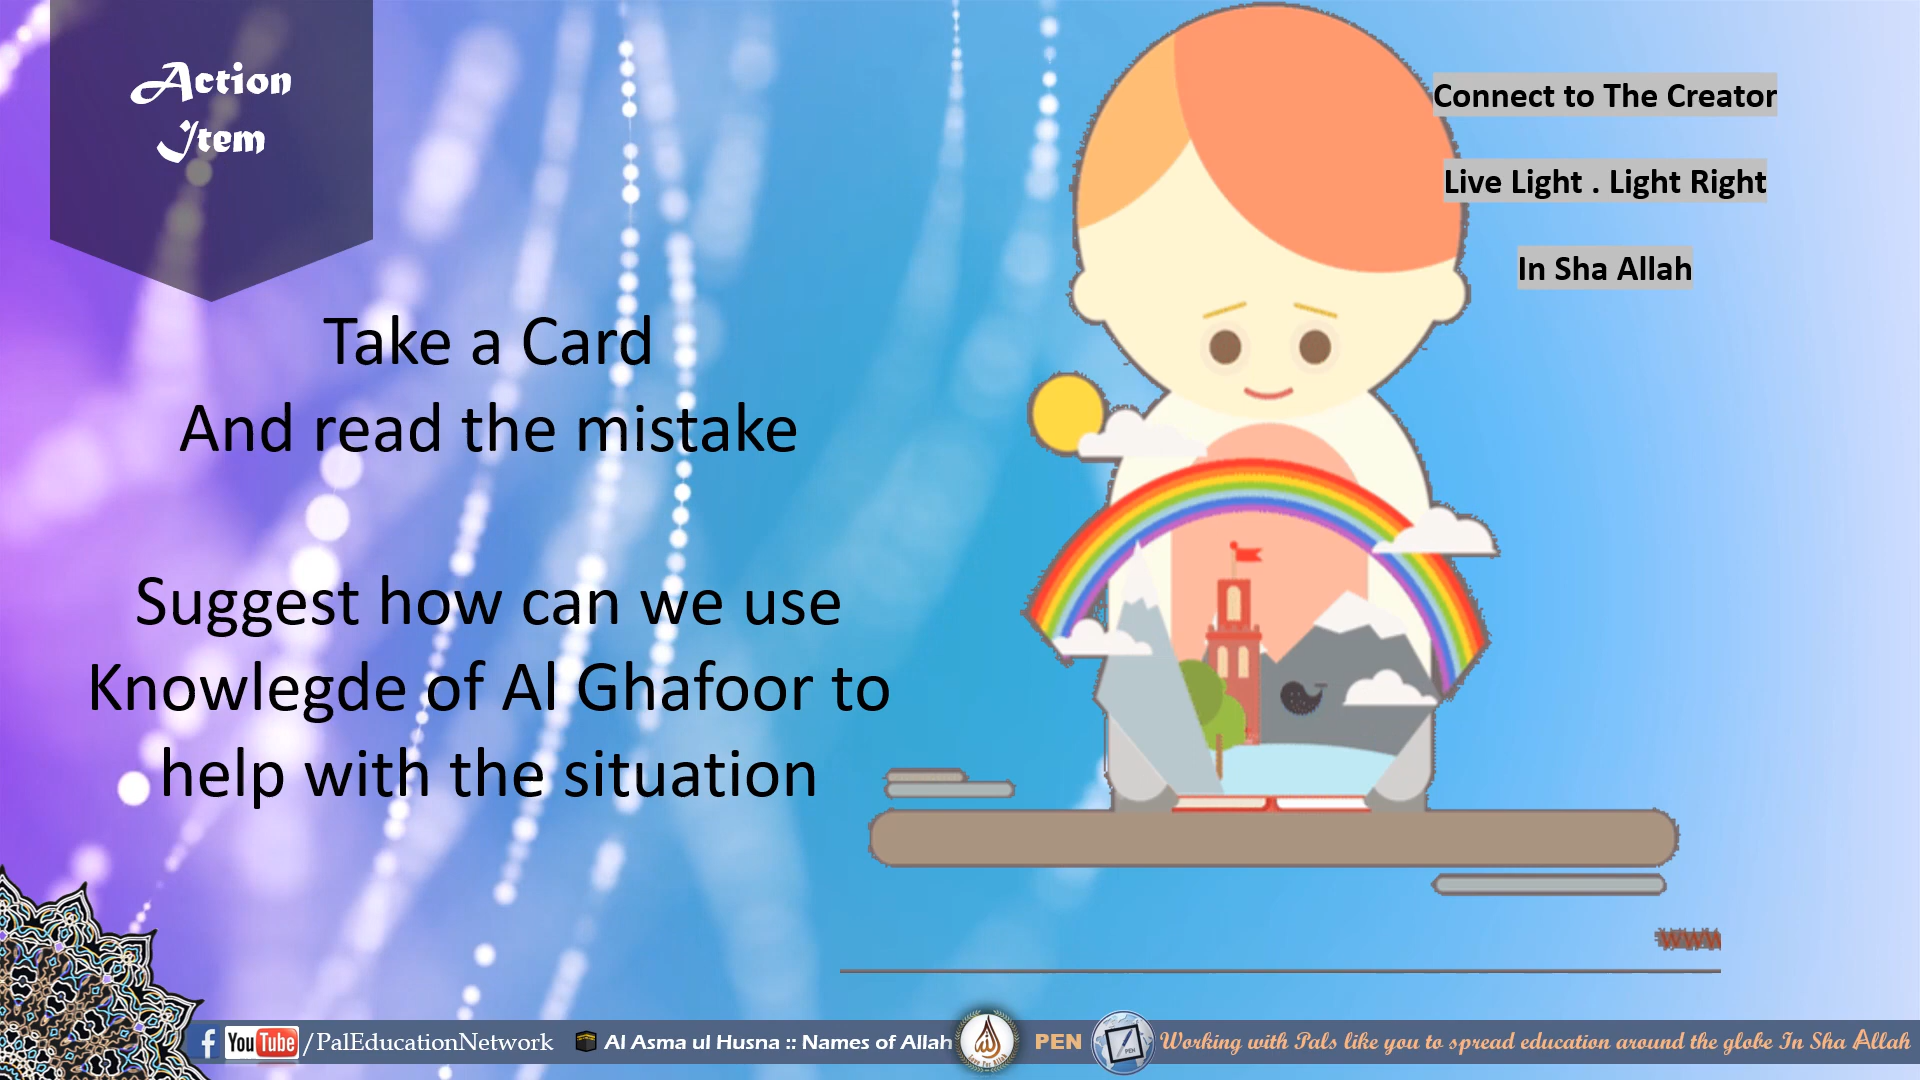 Action
Item
Connect to The Creator
Live Light . Light Right
In Sha Allah
Take a Card
And read the mistake
Suggest how can we use
Knowlegde of Al Ghafoor to
help with the situation
www
f YouTube /PalEducationNetwork Al Asma ul Husna :: Names of Allah PEN Working with Pals like you to spread education around the globe In Sha Allah